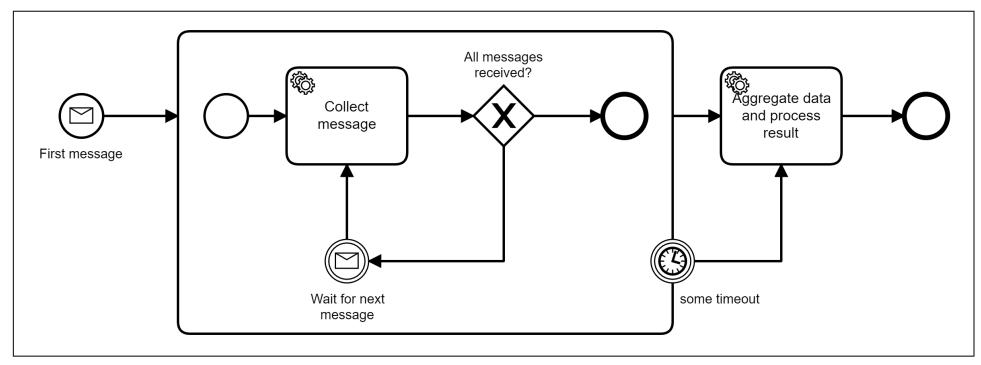 All messages
received?
Collect
message
Aggregate data
and process
result
First message
Wait for next
message
some timeout